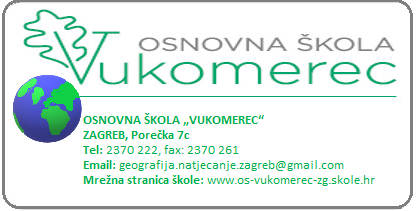 OSNOVNA ŠKOLA
Vukomerec
OSNOVNA ŠKOLA „VUKOMEREC“
ZAGREB, Porečka 7c
Tel: 2370 222, fax: 2370 261
Email: geografija.natjecanje.zagreb@gmail.com
Mrežna stranica škole: www.os-vukomerec-zg.skole.hr